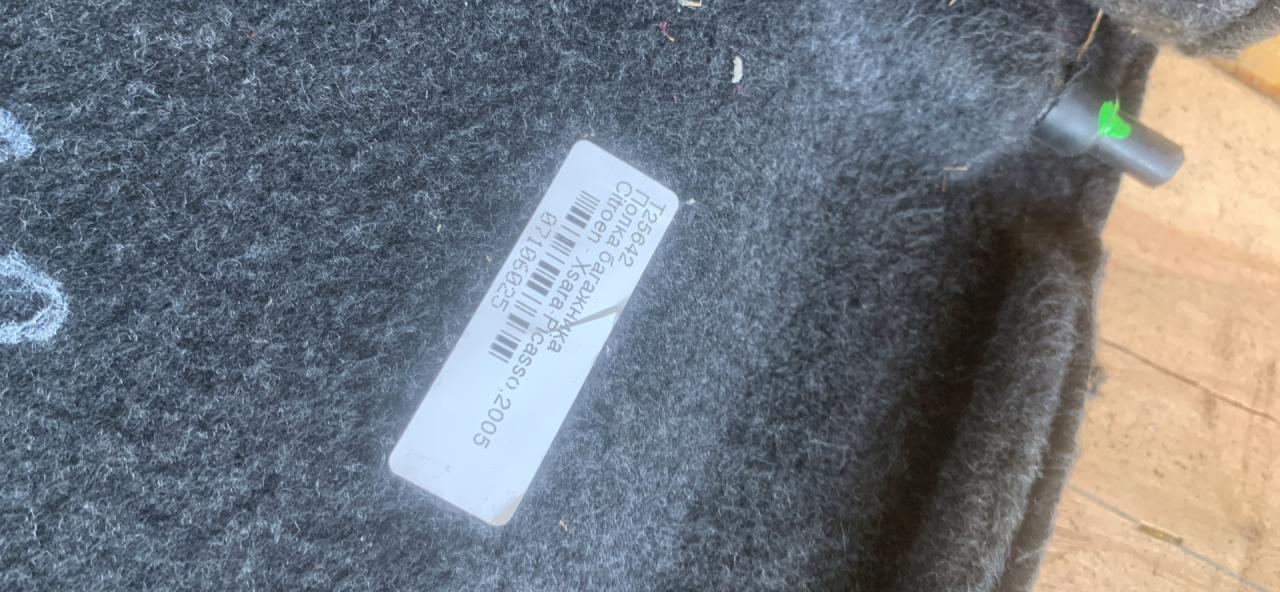 T25642
Полка багажника
Citroen Xsara-Picasso,2005
07106025